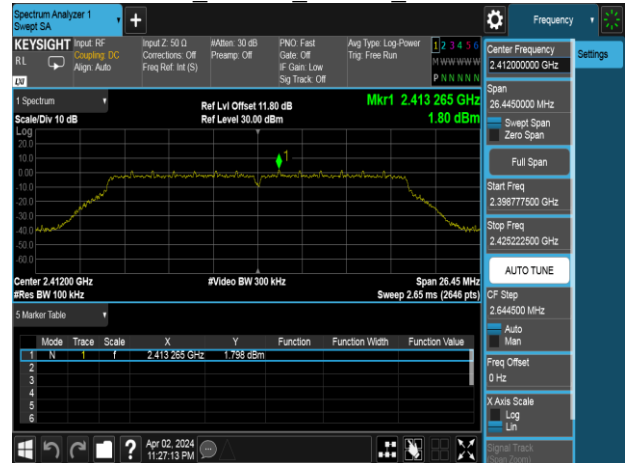 Spectrum Analyzer 1
Swept SA
Frequency
KEYSIGHT
RL
LXI
Input: RF
Coupling: DC
Align: Auto
Input Z: 50 Ω
Corrections: Off
Freq Ref: Int (S)
#Atten: 30 dB
Preamp: Off
PNO: Fast
Gate: Off
IF Gain: Low
Sig Track: Off
Avg Type: Log-Power
Trig: Free Run
1 2 3 4 5 6
M W W W W W
P N N N N N
Center Frequency
2.412000000 GHz
Settings
Span
26.4450000 MHz
Swept Span
Zero Span
Full Span
Start Freq
2.398777500 GHz
Stop Freq
2.425222500 GHz
AUTO TUNE
CF Step
2.644500 MHz
Auto
Man
Freq Offset
0 Hz
X Axis Scale
Log
Lin
Signal Track
(Span Zoom)
1 Spectrum
Scale/Div 10 dB
Ref Lvl Offset 11.80 dB
Ref Level 30.00 dBm
Mkr1 2.413 265 GHz
1.80 dBm
Log
20.0
10.0
0.00
-10.0
-20.0
-30.0
-40.0
-50.0
-60.0
1
Center 2.41200 GHz
#Res BW 100 kHz
#Video BW 300 kHz
Span 26.45 MHz
Sweep 2.65 ms (2646 pts)
5 Marker Table
Mode Trace Scale X Y Function Function Width Function Value
1 N 1 f 2.413 265 GHz 1.798 dBm
2
3
4
5
6
?
Apr 02, 2024
11:27:13 PM